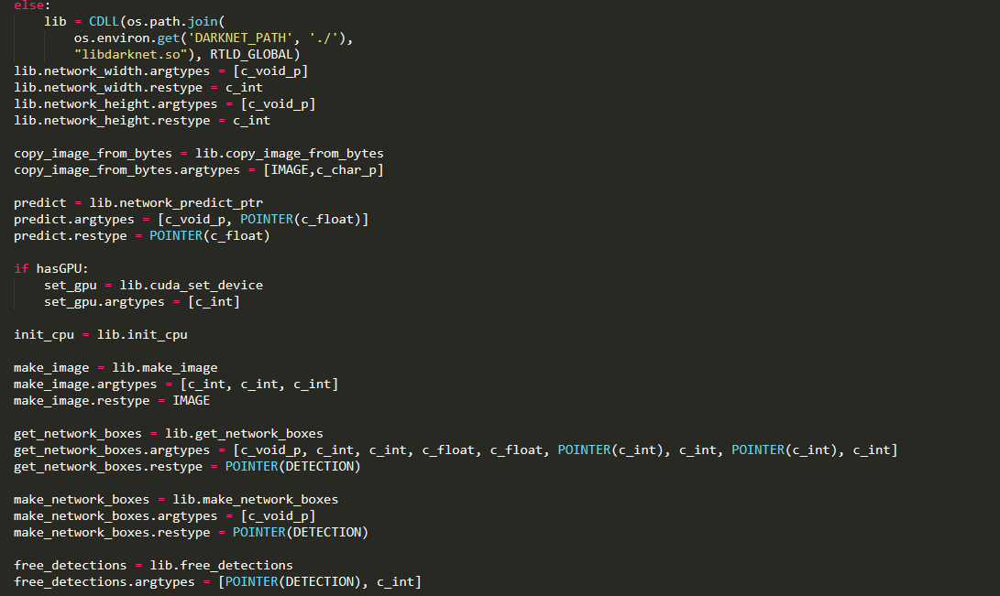 else:
    lib = CDLL(os.path.join(
        os.environ.get('DARKNET_PATH', './'),
        "libdarknet.so"), RTLD_GLOBAL)
lib.network_width.argtypes = [c_void_p]
lib.network_width.restype = c_int
lib.network_height.argtypes = [c_void_p]
lib.network_height.restype = c_int

copy_image_from_bytes = lib.copy_image_from_bytes
copy_image_from_bytes.argtypes = [IMAGE,c_char_p]

predict = lib.network_predict_ptr
predict.argtypes = [c_void_p, POINTER(c_float)]
predict.restype = POINTER(c_float)

if hasGPU:
    set_gpu = lib.cuda_set_device
    set_gpu.argtypes = [c_int]

init_cpu = lib.init_cpu

make_image = lib.make_image
make_image.argtypes = [c_int, c_int, c_int]
make_image.restype = IMAGE

get_network_boxes = lib.get_network_boxes
get_network_boxes.argtypes = [c_void_p, c_int, c_int, c_float, c_float, POINTER(c_int), c_int, POINTER(c_int), c_int]
get_network_boxes.restype = POINTER(DETECTION)

make_network_boxes = lib.make_network_boxes
make_network_boxes.argtypes = [c_void_p]
make_network_boxes.restype = POINTER(DETECTION)

free_detections = lib.free_detections
free_detections.argtypes = [POINTER(DETECTION), c_int]